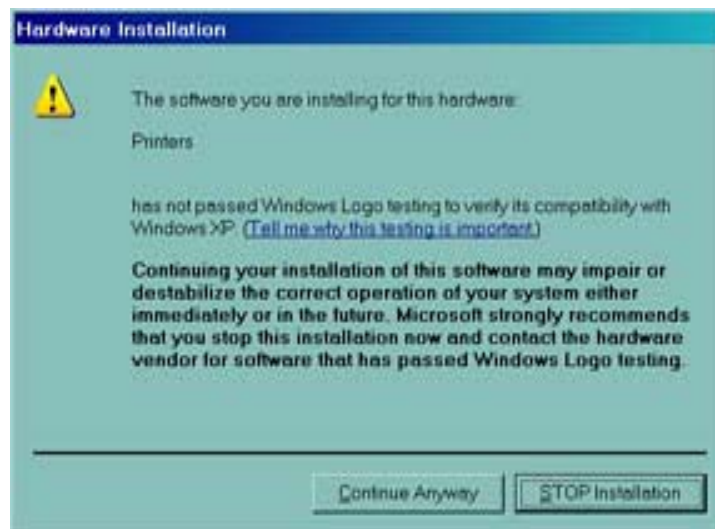 Hardware Installation
The software you are installing for this hardware:
Printers
has not passed Windows Logo testing to verify its compatibility with
Windows XP. (Tell me why this testing is important.)
Continuing your installation of this software may impair or
destabilize the correct operation of your system either
immediately or in the future. Microsoft strongly recommends
that you stop this installation now and contact the hardware
vendor for software that has passed Windows Logo testing.
Continue Anyway
STOP Installation